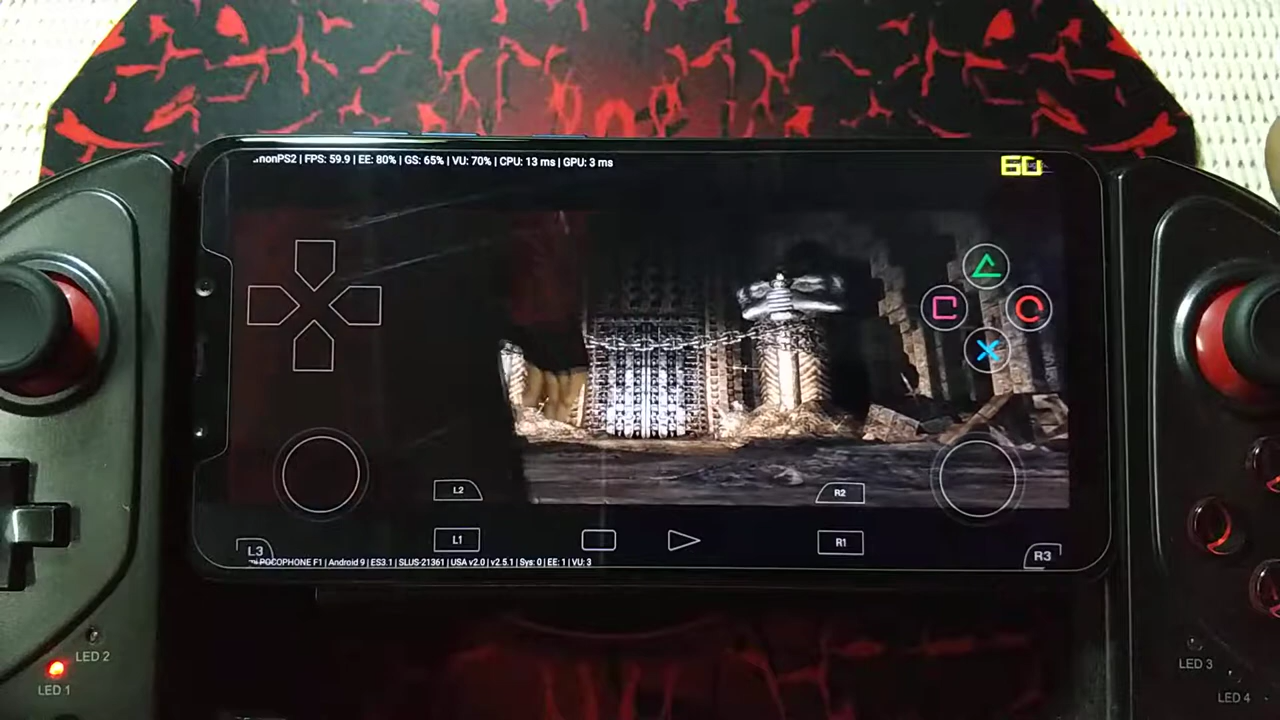 nonPS2 | FPS: 59.9 | EE: 80% | GS: 65% | VU: 70% | CPU: 13 ms | GPU: 3 ms
60
L2
R2
L1
R1
L3
R3
POCOPHONE F1 | Android 9 | ES3.1 | SLUS-21361 | USA v2.0 | v2.5.1 | Sys: 0 | EE: 1 | VU: 3
LED 2
LED 1
LED 3
LED 4